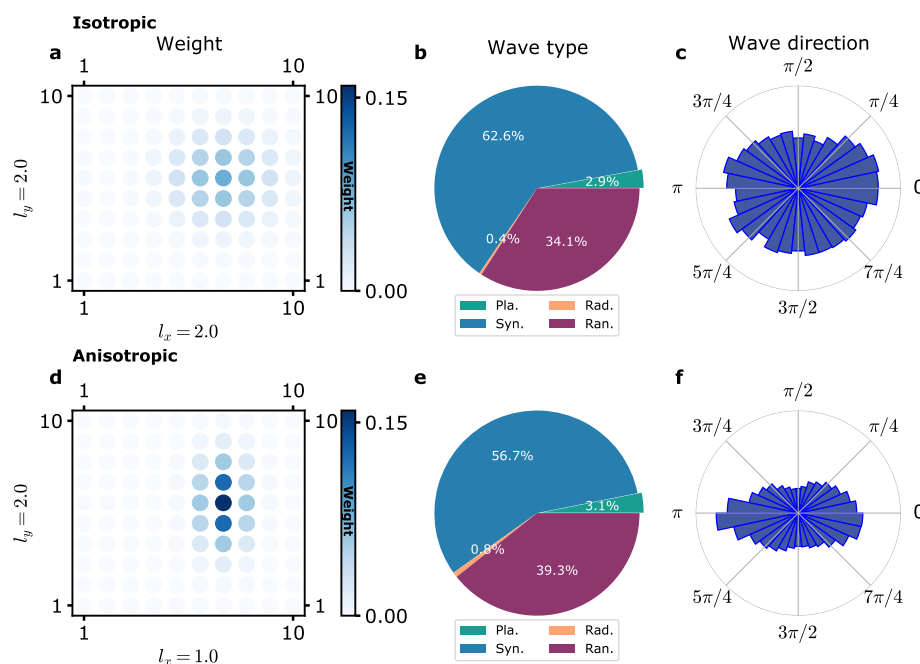 Isotropic
a
Weight
1 10
10 10
1 1
1 10
l_y = 2.0
l_x = 2.0
0.15
Weight
0.00
b
Wave type
62.6%
2.9%
0.4%
34.1%
Pla. Rad.
Syn. Ran.
c
Wave direction
π/2
3π/4 π/4
π 0
5π/4 7π/4
3π/2
Anisotropic
d
1 10
10 10
1 1
1 10
l_y = 2.0
l_x = 1.0
0.15
Weight
0.00
e
56.7%
3.1%
0.8%
39.3%
Pla. Rad.
Syn. Ran.
f
π/2
3π/4 π/4
π 0
5π/4 7π/4
3π/2